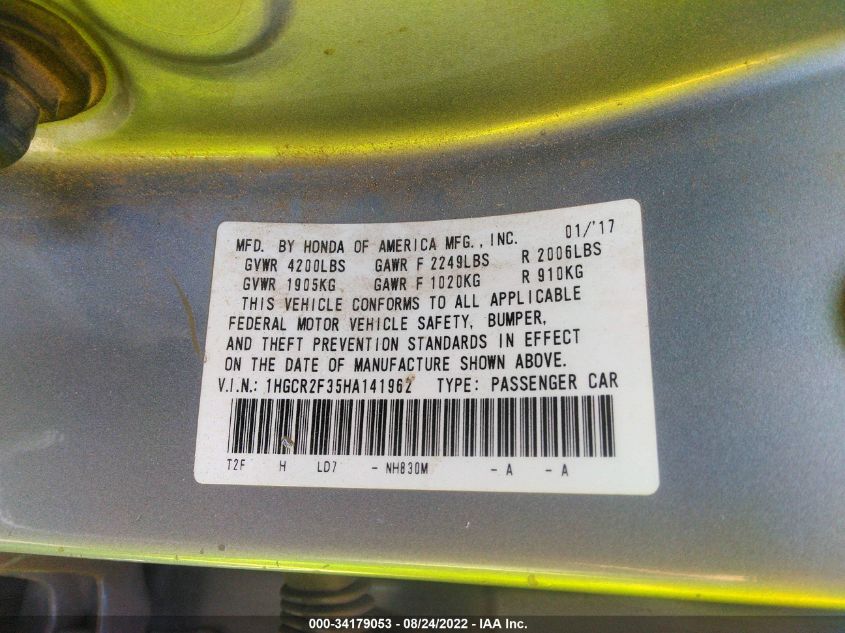 MFD. BY HONDA OF AMERICA MFG., INC. 01/'17
GVWR 4200LBS GAWR F 2249LBS R 2006LBS
GVWR 1905KG GAWR F 1020KG R 910KG
THIS VEHICLE CONFORMS TO ALL APPLICABLE
FEDERAL MOTOR VEHICLE SAFETY, BUMPER,
AND THEFT PREVENTION STANDARDS IN EFFECT
ON THE DATE OF MANUFACTURE SHOWN ABOVE.
V.I.N.: 1HGCR2F35HA141962 TYPE: PASSENGER CAR
T2F H LD7 - NH830M - A - A
000-34179053 - 08/24/2022 - IAA Inc.